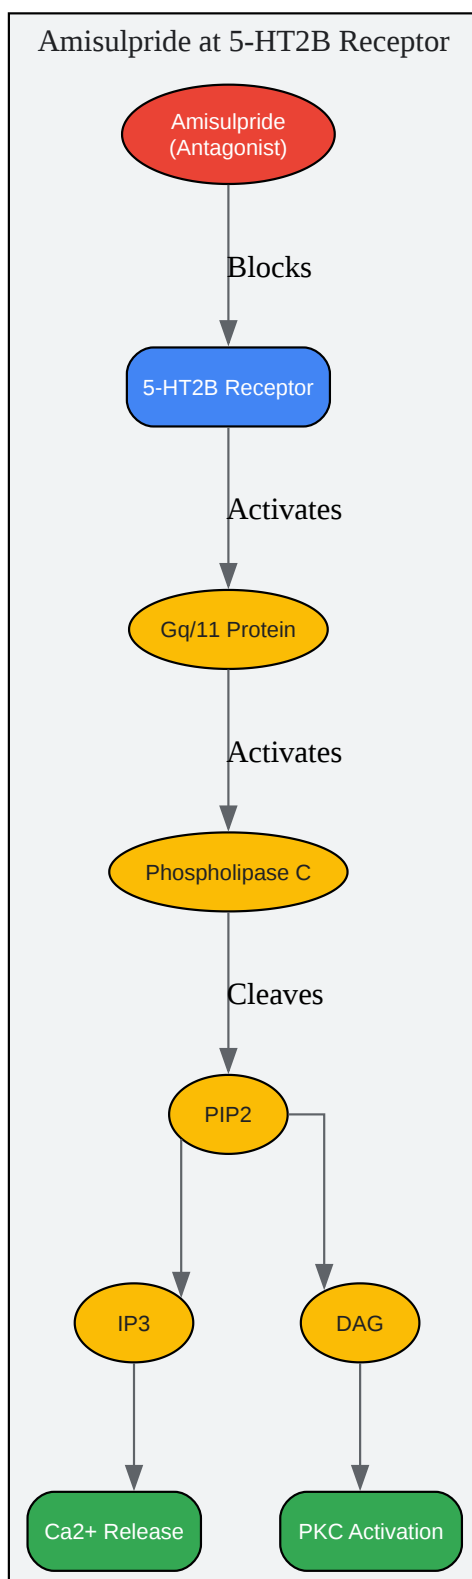 Amisulpride at 5-HT2B Receptor
Amisulpride
(Antagonist)
Blocks
5-HT2B Receptor
Activates
Gq/11 Protein
Activates
Phospholipase C
Cleaves
PIP2
IP3
DAG
Ca2+ Release
PKC Activation